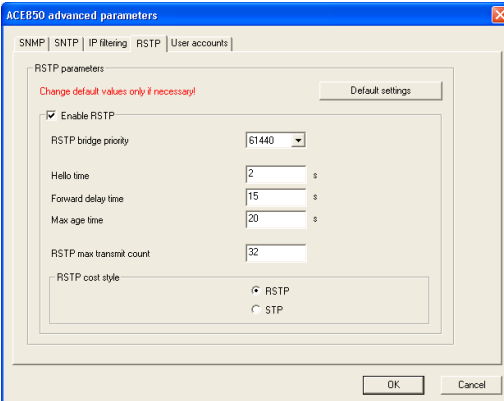 ACE850 advanced parameters
SNMP SNTP IP filtering RSTP User accounts
RSTP parameters
Change default values only if necessary! Default settings
Enable RSTP
RSTP bridge priority 61440
Hello time 2 s
Forward delay time 15 s
Max age time 20 s
RSTP max transmit count 32
RSTP cost style
RSTP
STP
OK Cancel